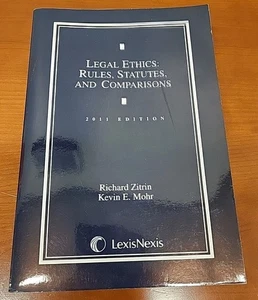 LEGAL ETHICS:
RULES, STATUTES,
AND COMPARISONS
2011 EDITION
Richard Zitrin
Kevin E. Mohr
LexisNexis